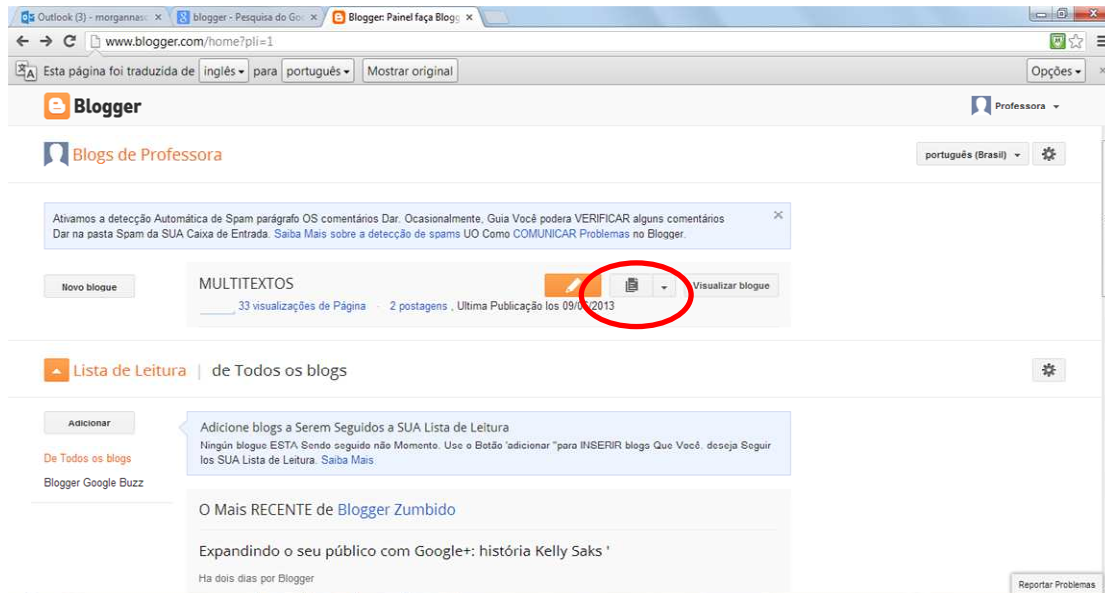 Outlook (3) - morgannasc
blogger - Pesquisa do Goo
Blogger: Painel faça Blogg
www.blogger.com/home?pli=1
Esta página foi traduzida de inglês para português Mostrar original Opções
Blogger
Professora
Blogs de Professora
português (Brasil)
Ativamos a detecção Automática de Spam parágrafo OS comentários Dar. Ocasionalmente, Guia Você podera VERIFICAR alguns comentários
Dar na pasta Spam da SUA Caixa de Entrada. Saiba Mais sobre a detecção de spams UO Como COMUNICAR Problemas no Blogger.
Novo blogue
MULTITEXTOS
Visualizar blogue
33 visualizações de Página - 2 postagens , Ultima Publicação los 09/05/2013
Lista de Leitura | de Todos os blogs
Adicionar
Adicione blogs a Serem Seguidos a SUA Lista de Leitura
Ningún blogue ESTA Sendo seguido não Momento. Use o Botão 'adicionar "para INSERIR blogs Que Você. deseja Seguir
los SUA Lista de Leitura. Saiba Mais
De Todos os blogs
Blogger Google Buzz
O Mais RECENTE de Blogger Zumbido
Expandindo o seu público com Google+: história Kelly Saks '
Ha dois dias por Blogger
Reportar Problemas